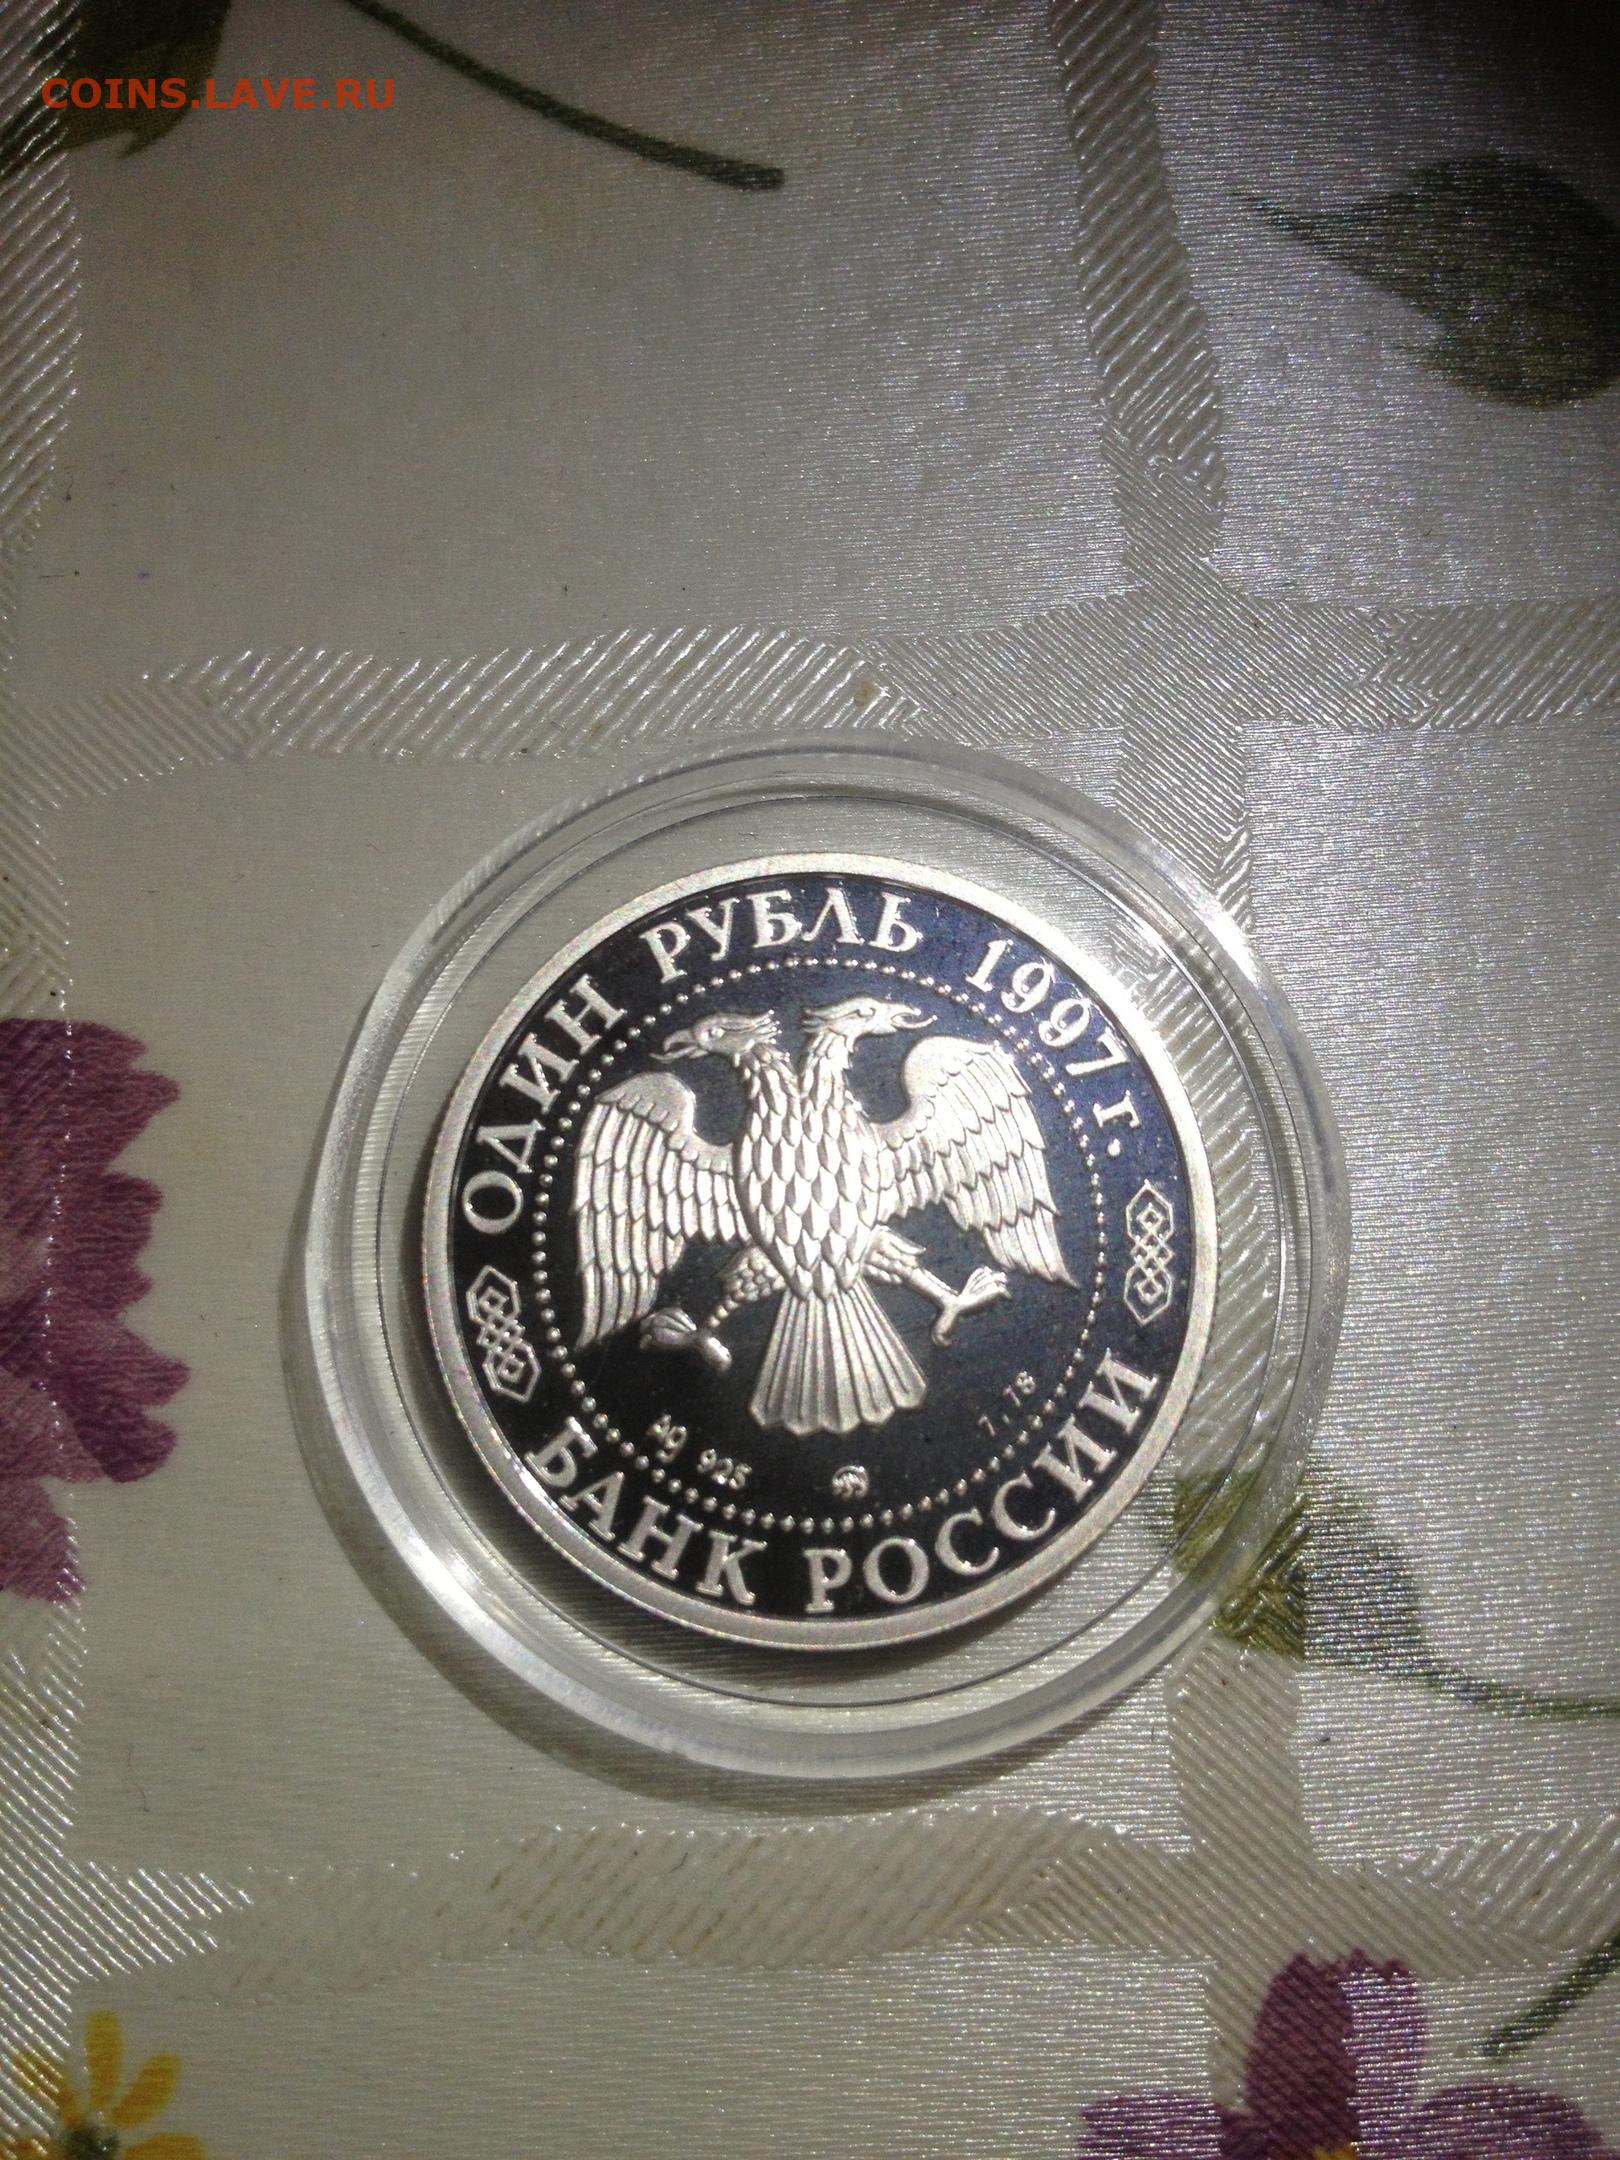 COINS.LAVE.RU
ОДИН РУБЛЬ 1997 г.
Ag 925
7,78
БАНК РОССИИ